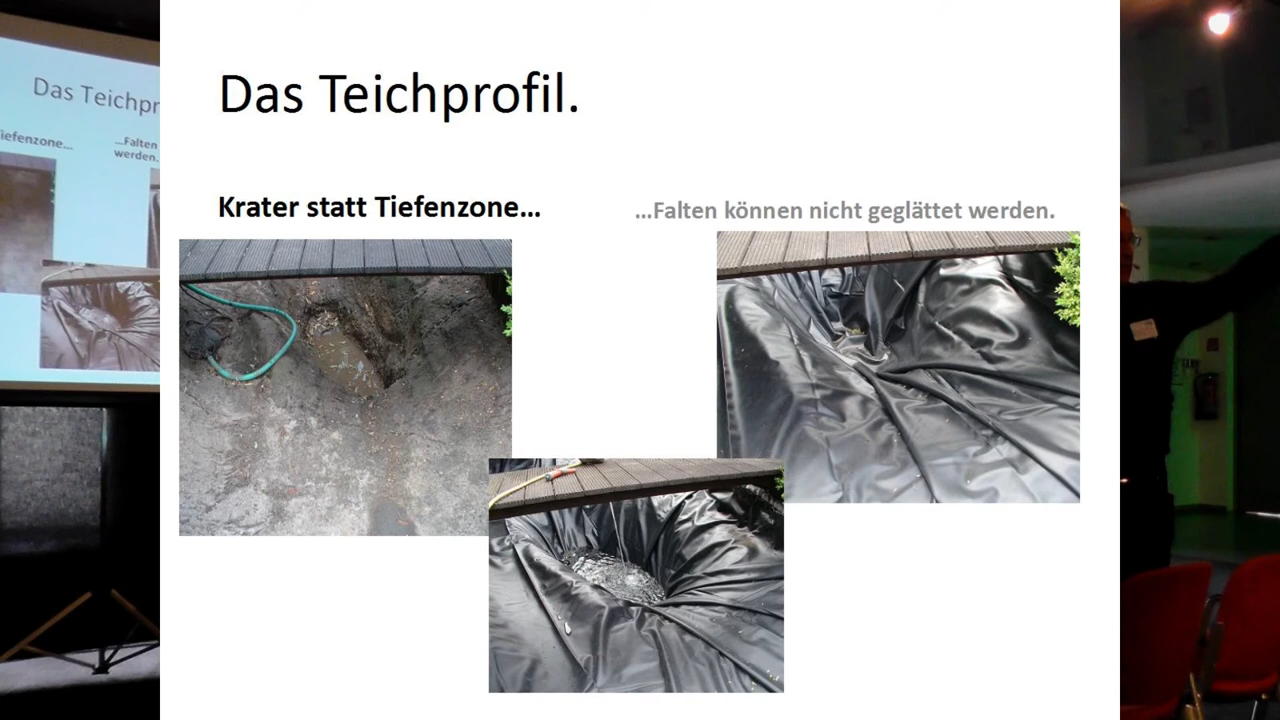 Das Teichprofil.
Krater statt Tiefenzone...
...Falten können nicht geglättet werden.
Das Teichpr
iefenzone...
...Falten
werden.